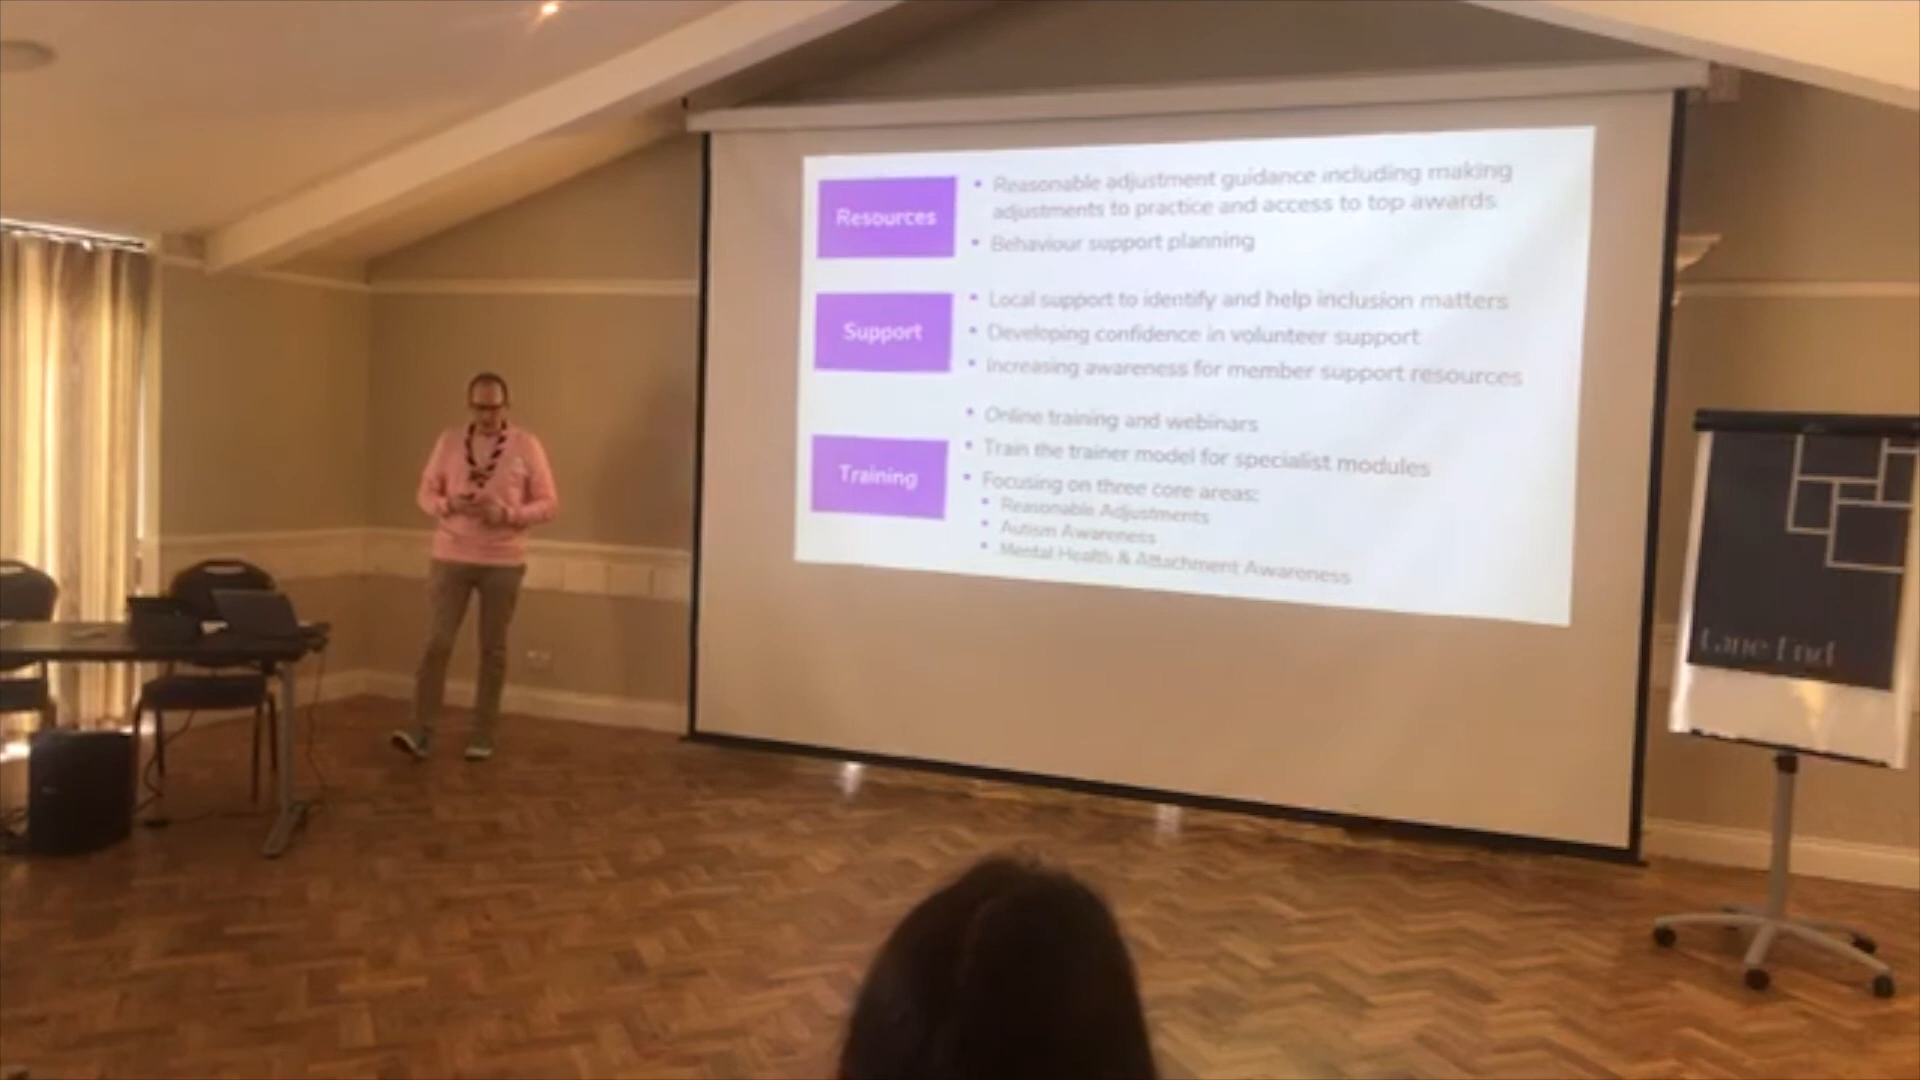 Resources
• Reasonable adjustment guidance including making
adjustments to practice and access to top awards
• Behaviour support planning
Support
• Local support to identify and help inclusion matters
• Developing confidence in volunteer support
• Increasing awareness for member support resources
Training
• Online training and webinars
• Train the trainer model for specialist modules
• Focusing on three core areas:
• Reasonable Adjustments
• Autism Awareness
• Mental Health & Attachment Awareness
Lane End